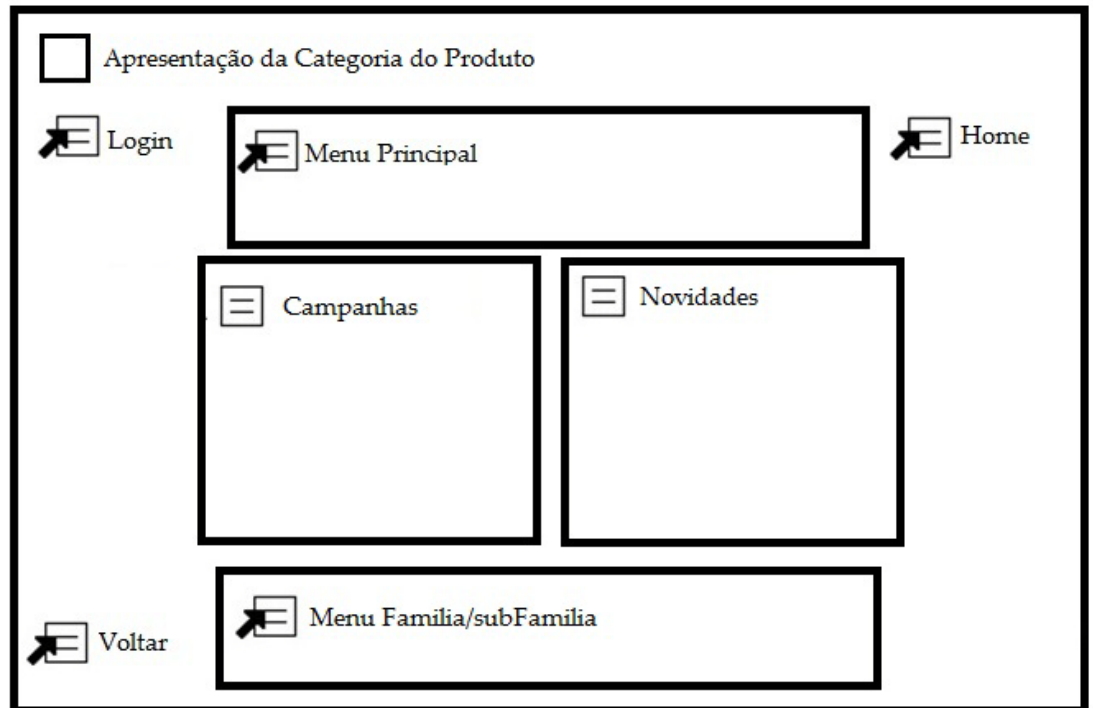 Apresentação da Categoria do Produto
Login
Menu Principal
Home
Campanhas
Novidades
Menu Familia/subFamilia
Voltar